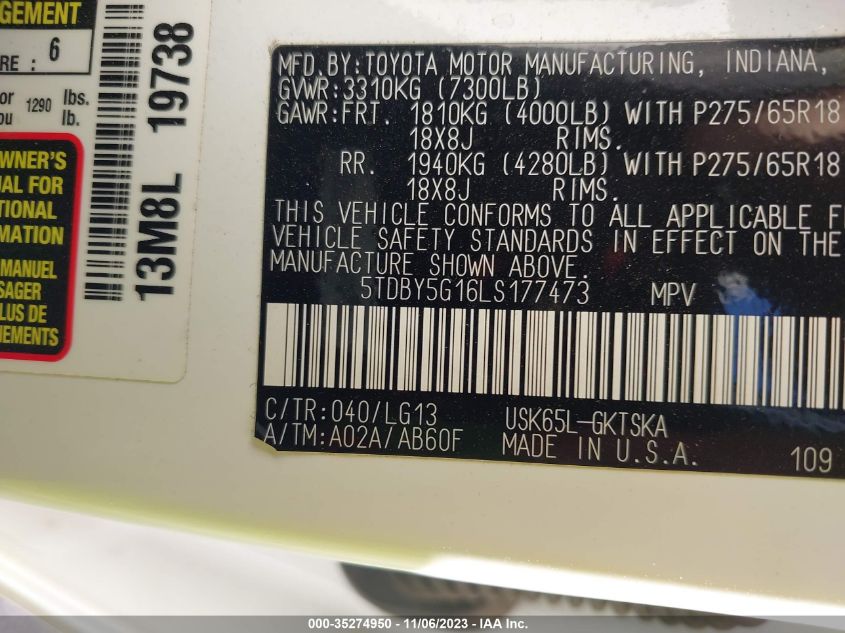 GEMENT
RE : 6
or 1290 lbs.
ou lb.
OWNER'S
UAL FOR
TIONAL
RMATION
MANUEL
SAGER
LUS DE
NEMENTS
13M8L 19738
MFD.BY:TOYOTA MOTOR MANUFACTURING, INDIANA,
GVWR:3310KG (7300LB)
GAWR:FRT. 1810KG (4000LB) WITH P275/65R18
18X8J RIMS.
RR. 1940KG (4280LB) WITH P275/65R18
18X8J RIMS.
THIS VEHICLE CONFORMS TO ALL APPLICABLE F
VEHICLE SAFETY STANDARDS IN EFFECT ON THE
MANUFACTURE SHOWN ABOVE.
5TDBY5G16LS177473 MPV
C/TR:040/LG13 USK65L-GKTSKA
A/TM:A02A/AB60F MADE IN U.S.A. 109
000-35274950 - 11/06/2023 - IAA Inc.